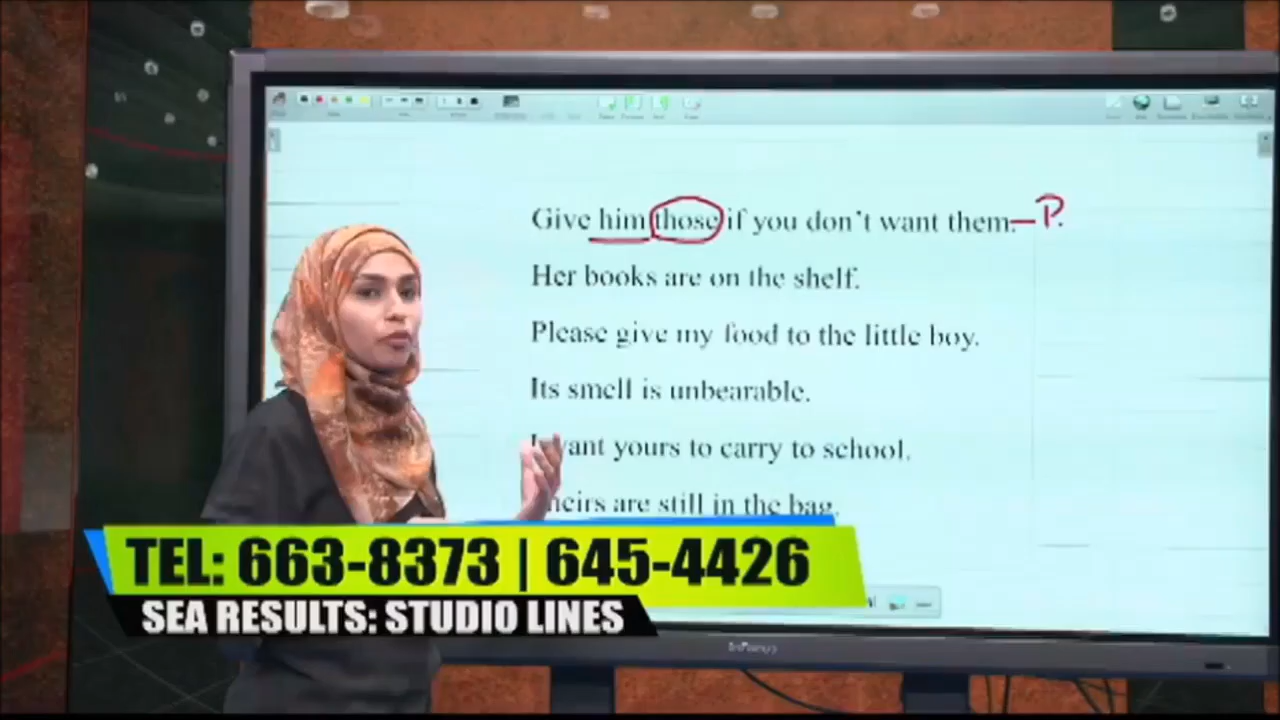 Give him those if you don't want them. – P.
Her books are on the shelf.
Please give my food to the little boy.
Its smell is unbearable.
I want yours to carry to school.
are still in the bag.
TEL: 663-8373 | 645-4426
SEA RESULTS: STUDIO LINES